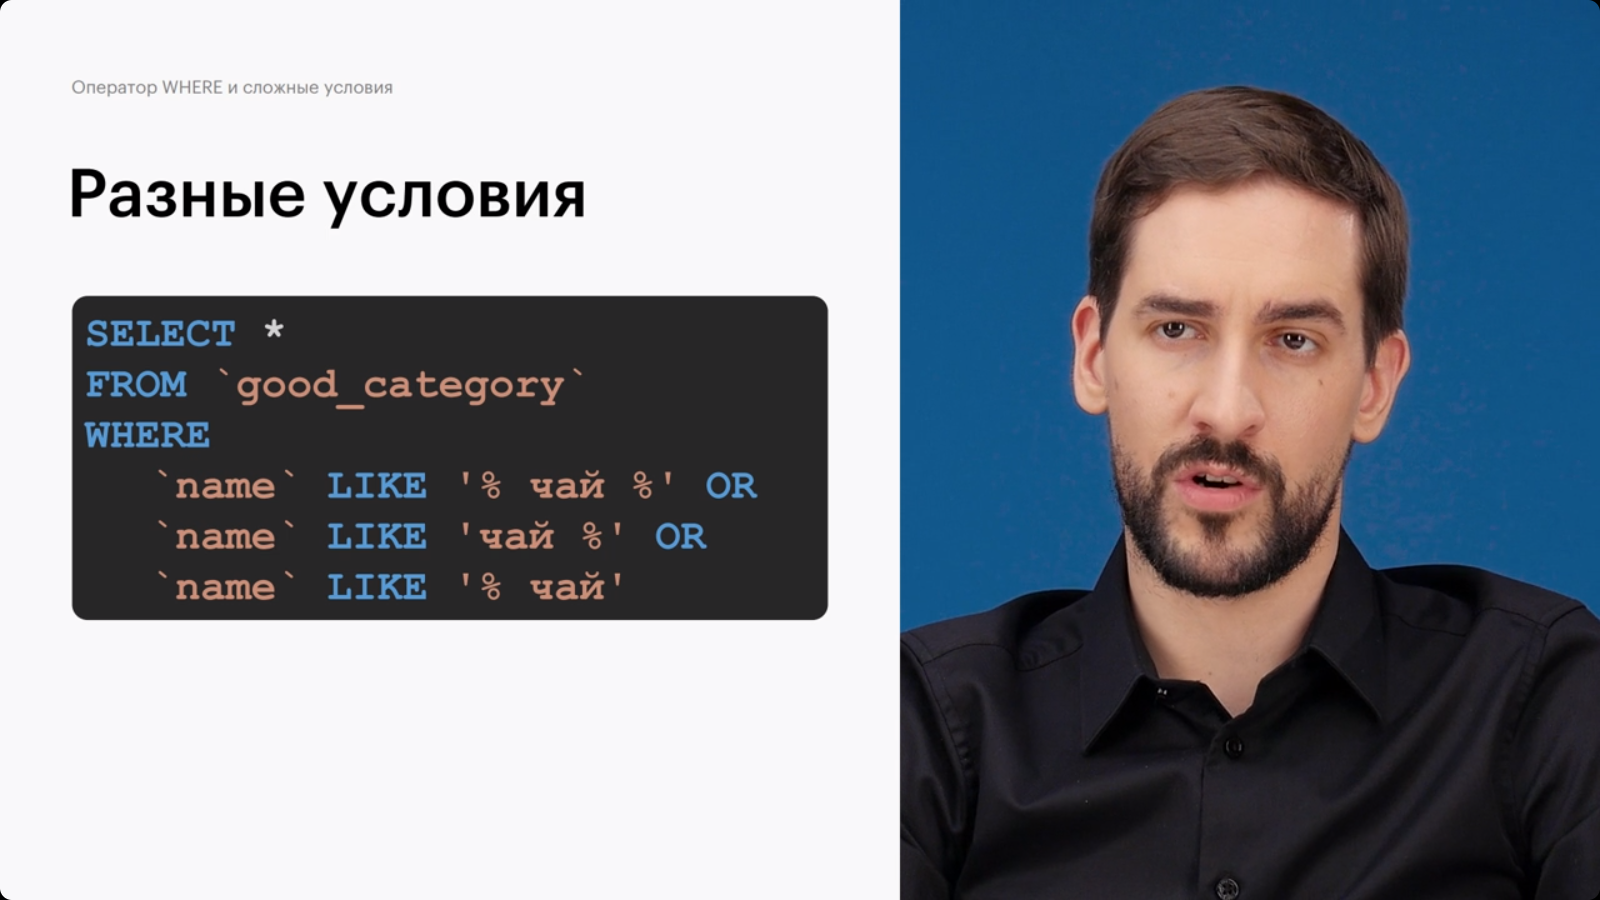 Оператор WHERE и сложные условия
Разные условия
SELECT *
FROM `good_category`
WHERE
`name` LIKE '% чай %' OR
`name` LIKE 'чай %' OR
`name` LIKE '% чай'